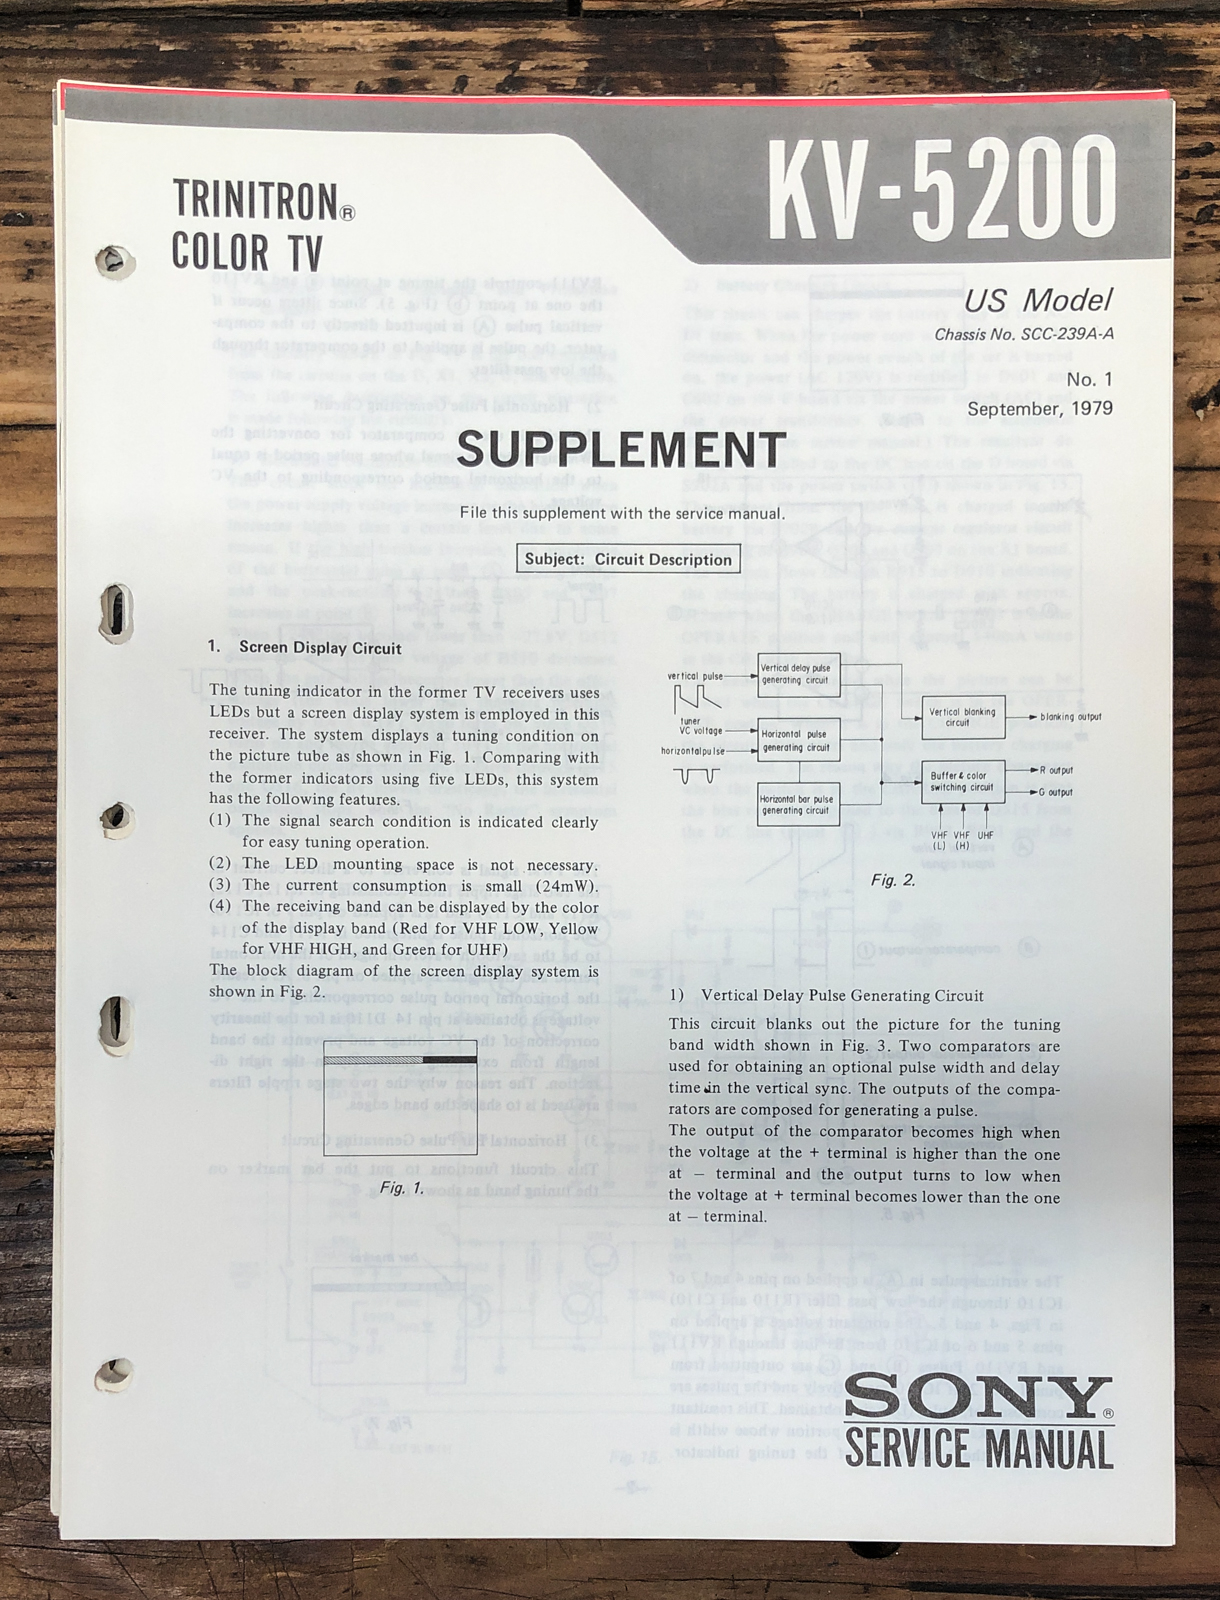 TRINITRON®
COLOR TV
KV-5200
US Model
Chassis No. SCC-239A-A
No. 1
September, 1979
SUPPLEMENT
File this supplement with the service manual.
Subject: Circuit Description
1. Screen Display Circuit
The tuning indicator in the former TV receivers uses
LEDs but a screen display system is employed in this
receiver. The system displays a tuning condition on
the picture tube as shown in Fig. 1. Comparing with
the former indicators using five LEDs, this system
has the following features.
(1) The signal search condition is indicated clearly
for easy tuning operation.
(2) The LED mounting space is not necessary.
(3) The current consumption is small (24mW).
(4) The receiving band can be displayed by the color
of the display band (Red for VHF LOW, Yellow
for VHF HIGH, and Green for UHF)
The block diagram of the screen display system is
shown in Fig. 2.
Fig. 1.
vertical pulse
Vertical delay pulse
generating circuit
tuner
VC voltage
horizontal pulse
Horizontal pulse
generating circuit
Horizontal bar pulse
generating circuit
Vertical blanking
circuit
blanking output
Buffer & color
switching circuit
R output
G output
VHF VHF UHF
(L) (H)
Fig. 2.
1) Vertical Delay Pulse Generating Circuit
This circuit blanks out the picture for the tuning
band width shown in Fig. 3. Two comparators are
used for obtaining an optional pulse width and delay
time in the vertical sync. The outputs of the compa-
rators are composed for generating a pulse.
The output of the comparator becomes high when
the voltage at the + terminal is higher than the one
at – terminal and the output turns to low when
the voltage at + terminal becomes lower than the one
at – terminal.
SONY®
SERVICE MANUAL